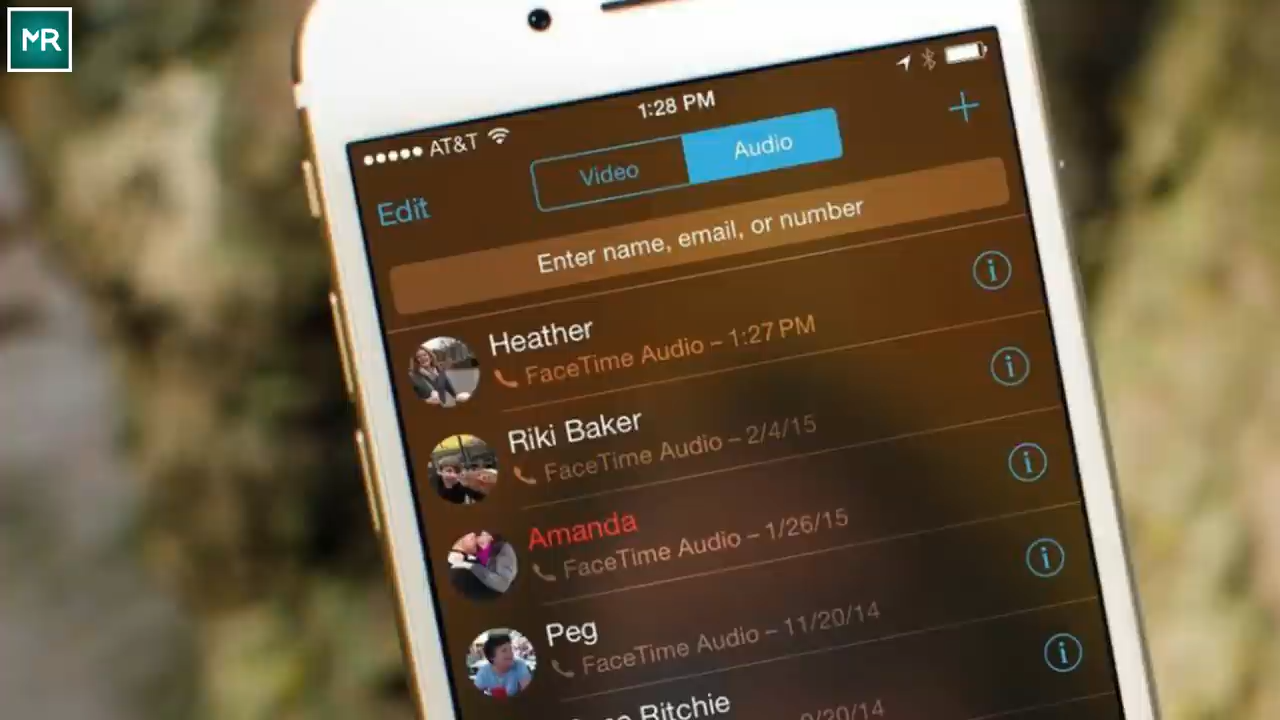 MR
AT&T
1:28 PM
Edit
Video
Audio
Enter name, email, or number
Heather
FaceTime Audio – 1:27 PM
Riki Baker
FaceTime Audio – 2/4/15
Amanda
FaceTime Audio – 1/26/15
Peg
FaceTime Audio – 11/20/14
Ritchie